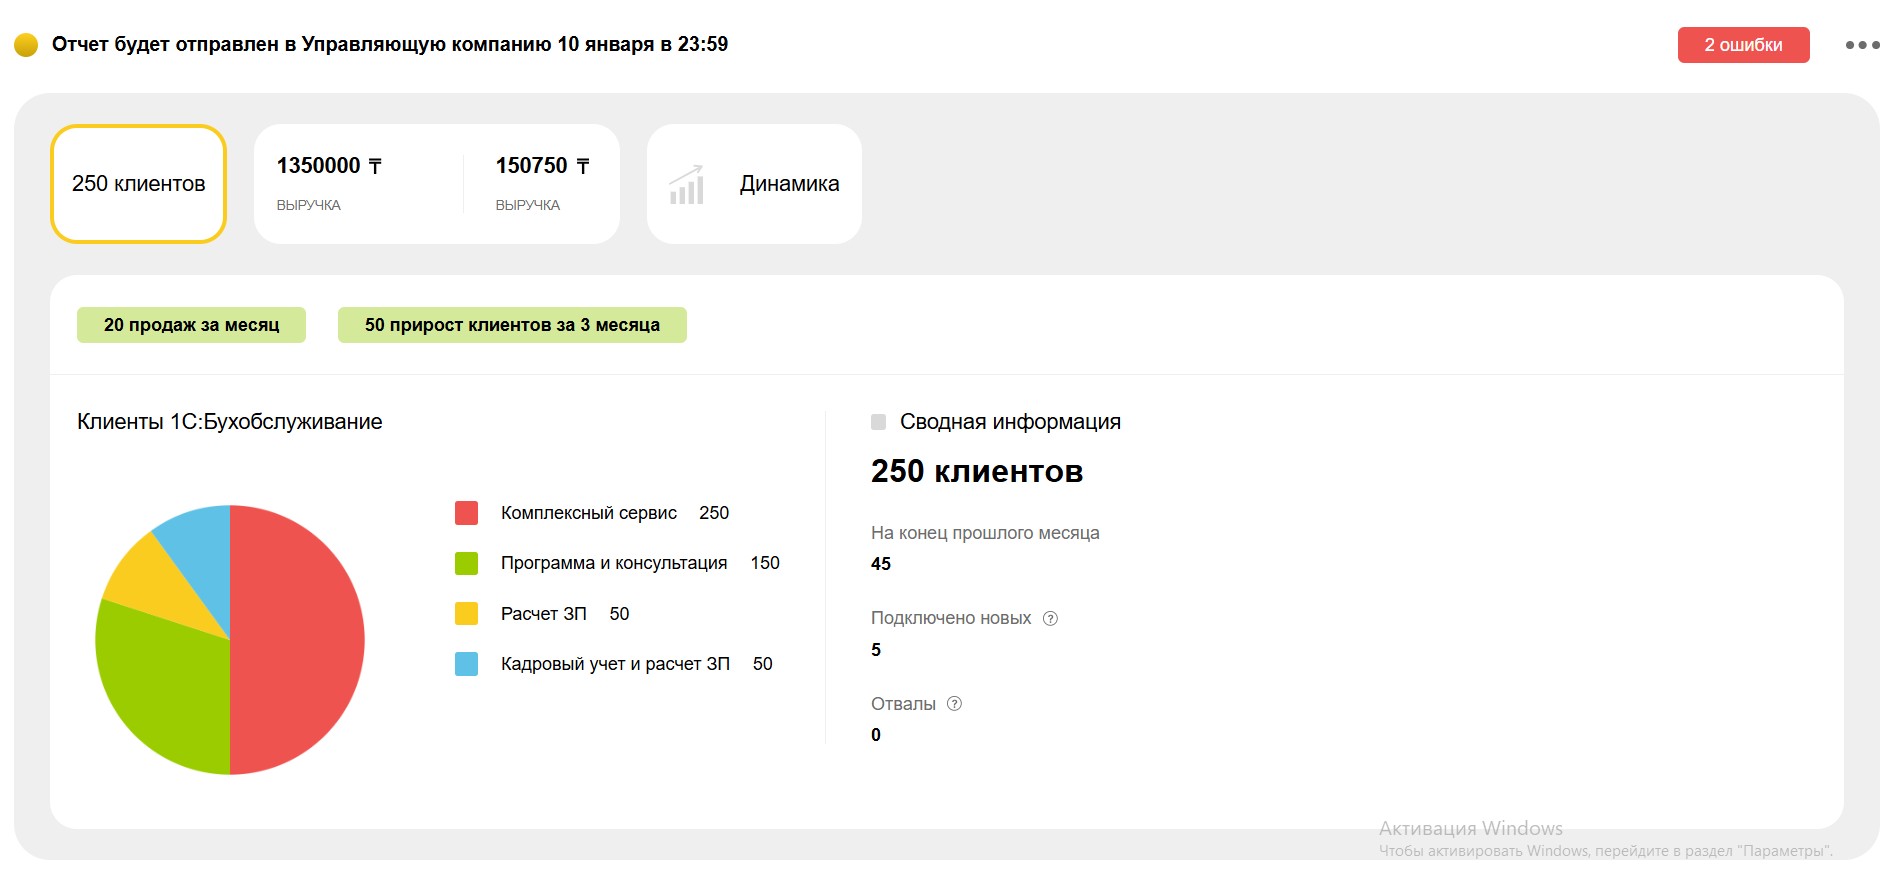 Отчет будет отправлен в Управляющую компанию 10 января в 23:59
2 ошибки
250 клиентов
1350000 ₸
ВЫРУЧКА
150750 ₸
ВЫРУЧКА
Динамика
20 продаж за месяц
50 прирост клиентов за 3 месяца
Клиенты 1С:Бухобслуживание
Комплексный сервис 250
Программа и консультация 150
Расчет ЗП 50
Кадровый учет и расчет ЗП 50
Сводная информация
250 клиентов
На конец прошлого месяца
45
Подключено новых ?
5
Отвалы ?
0
Активация Windows
Чтобы активировать Windows, перейдите в раздел "Параметры".